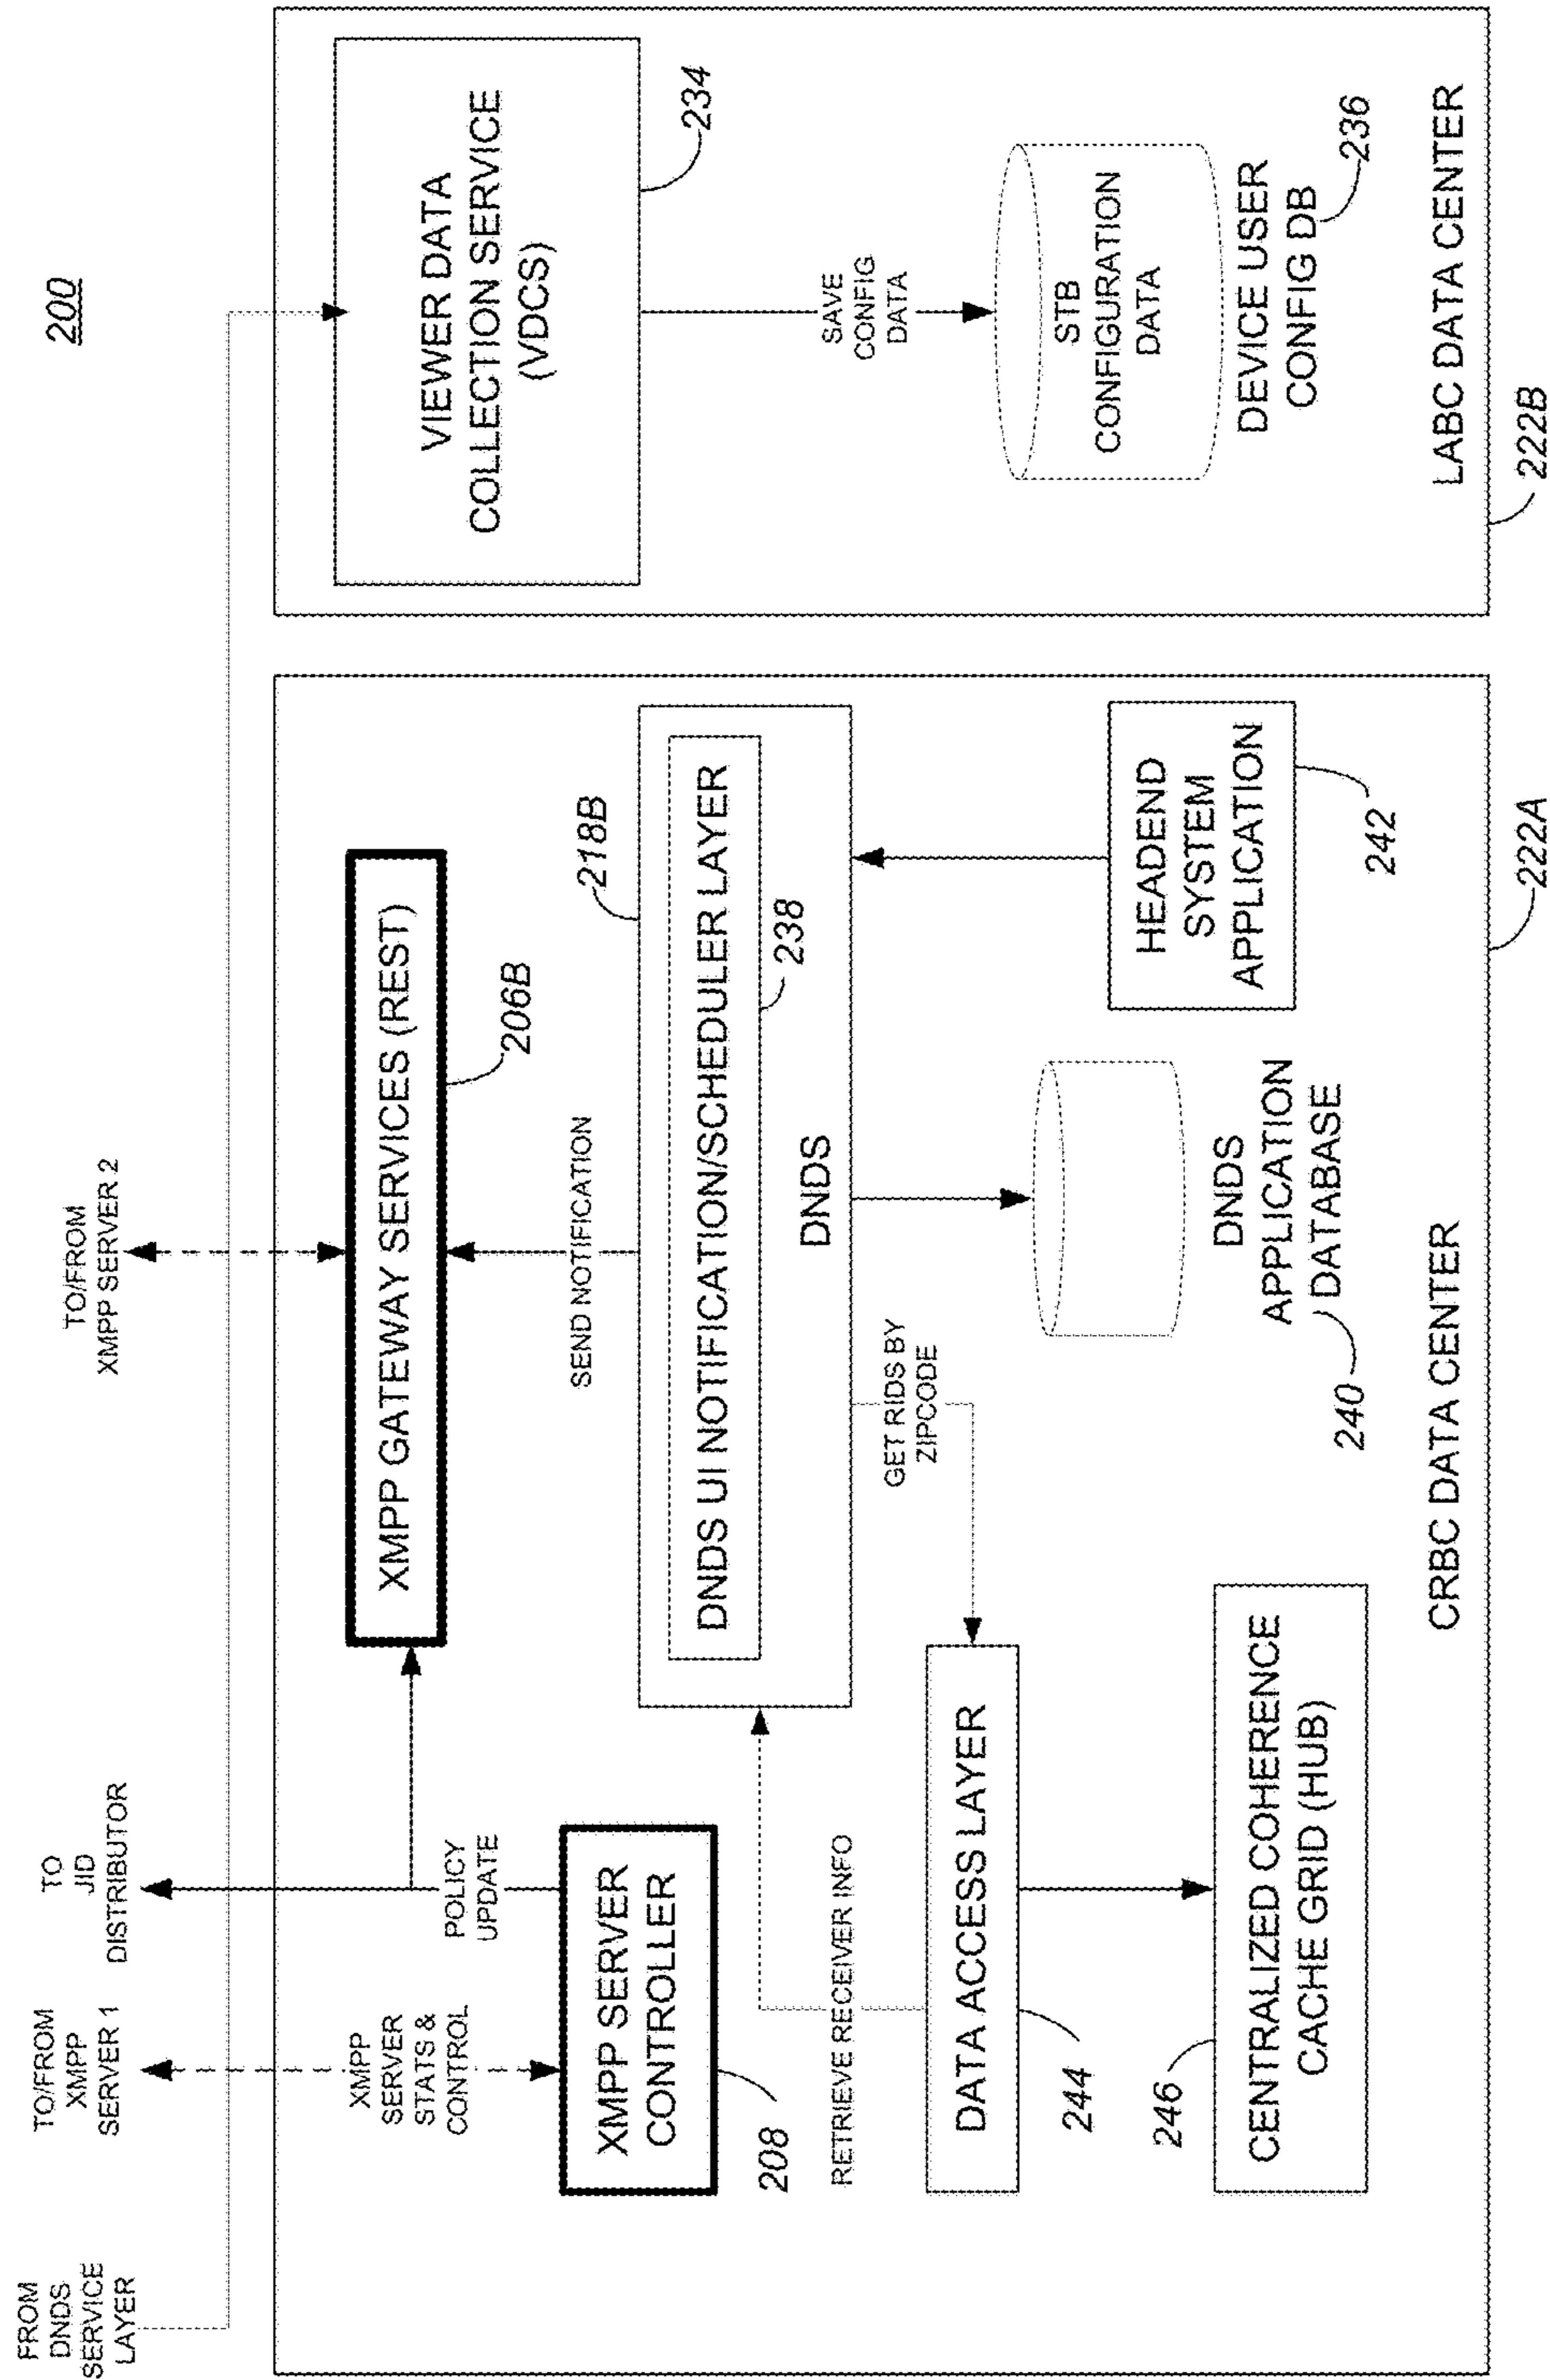 200
FROM
DNDS
SERVICE
LAYER
TO/FROM
XMPP
SERVER 1
TO
JID
DISTRIBUTOR
TO/FROM
XMPP SERVER 2
XMPP
SERVER
STATS &
CONTROL
POLICY
UPDATE
XMPP GATEWAY SERVICES (REST)
206B
XMPP SERVER
CONTROLLER
208
SEND NOTIFICATION
218B
DNDS UI NOTIFICATION/SCHEDULER LAYER
238
DNDS
RETRIEVE RECEIVER INFO
GET RIDS BY
ZIPCODE
DATA ACCESS LAYER
244
246
CENTRALIZED COHERENCE
CACHE GRID (HUB)
DNDS
APPLICATION
DATABASE
240
HEADEND
SYSTEM
APPLICATION
242
CRBC DATA CENTER
222A
VIEWER DATA
COLLECTION SERVICE
(VDCS)
234
SAVE
CONFIG
DATA
STB
CONFIGURATION
DATA
DEVICE USER
CONFIG DB
236
LABC DATA CENTER
222B